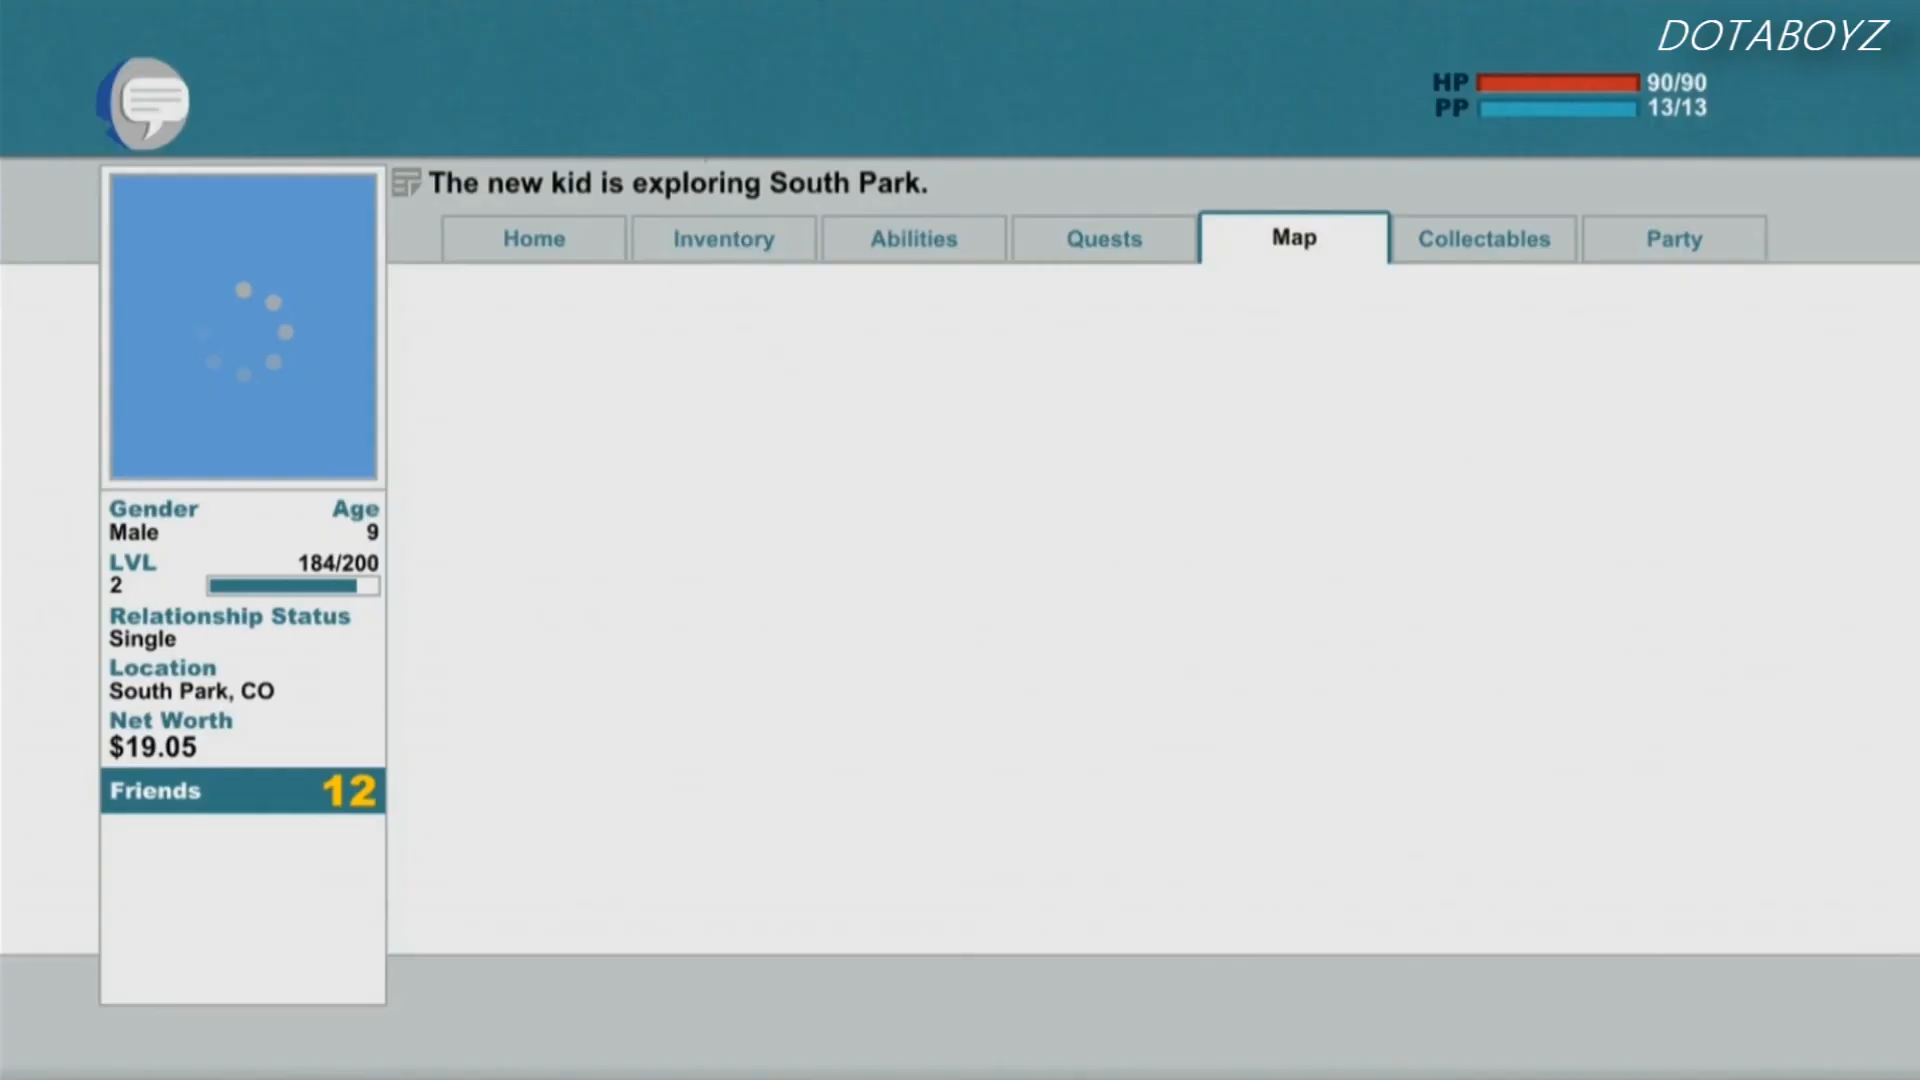 DOTABOYZ
HP 90/90
PP 13/13
The new kid is exploring South Park.
Home Inventory Abilities Quests Map Collectables Party
Gender Age
Male 9
LVL 184/200
2
Relationship Status
Single
Location
South Park, CO
Net Worth
$19.05
Friends 12